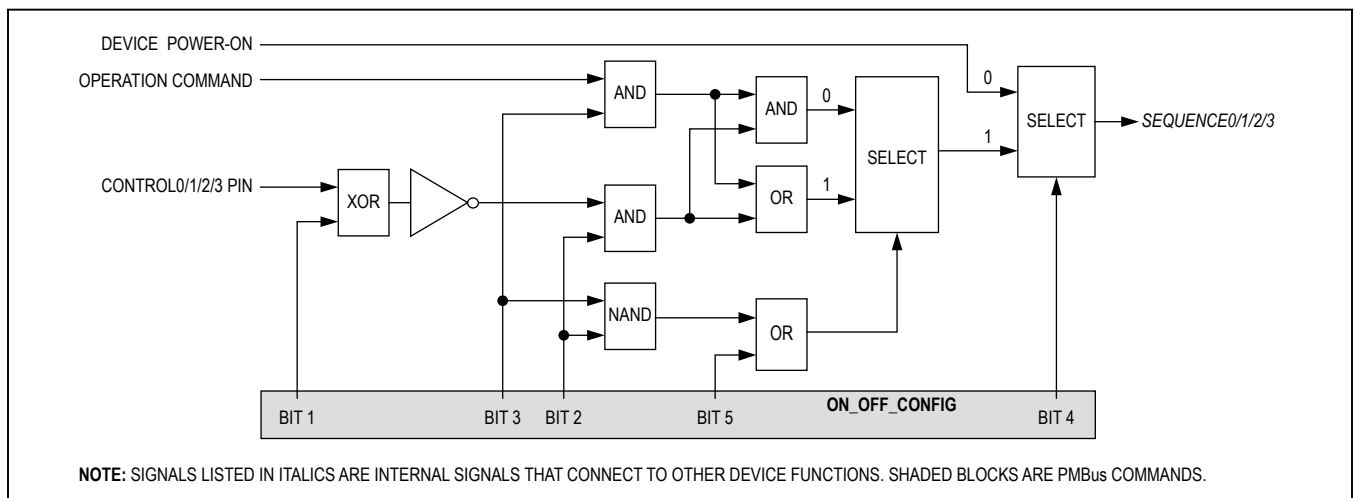 DEVICE POWER-ON
OPERATION COMMAND
CONTROL0/1/2/3 PIN
XOR
AND
AND
NAND
AND
OR
OR
0
1
SELECT
0
1
SELECT
SEQUENCE0/1/2/3
ON_OFF_CONFIG
BIT 1
BIT 3
BIT 2
BIT 5
BIT 4
NOTE: SIGNALS LISTED IN ITALICS ARE INTERNAL SIGNALS THAT CONNECT TO OTHER DEVICE FUNCTIONS. SHADED BLOCKS ARE PMBus COMMANDS.